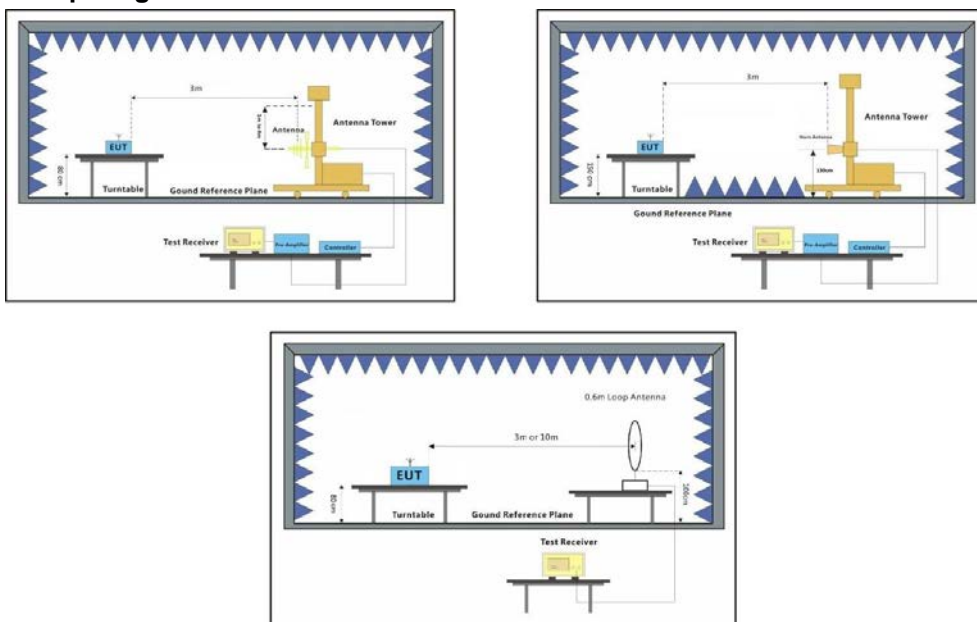 3m
Antenna
1m to 4m
Antenna Tower
EUT
80 cm
Turntable
Gound Reference Plane
Test Receiver
Pre-Amplifier
Controller
3m
Antenna Tower
Horn Antenna
EUT
150 cm
150cm
Turntable
Gound Reference Plane
Test Receiver
Pre-Amplifier
Controller
0.6m Loop Antenna
3m or 10m
EUT
80cm
100cm
Turntable
Gound Reference Plane
Test Receiver